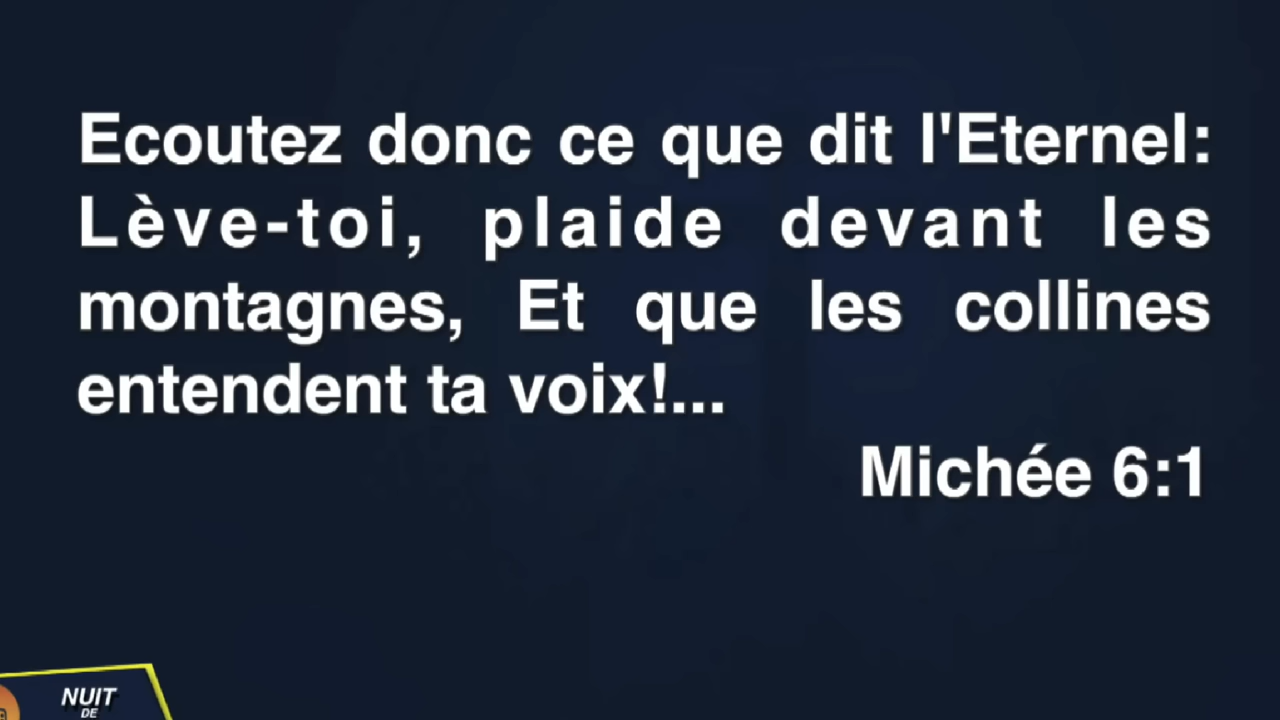 Ecoutez donc ce que dit l'Eternel:
Lève-toi, plaide devant les
montagnes, Et que les collines
entendent ta voix!...
Michée 6:1
NUIT
DE